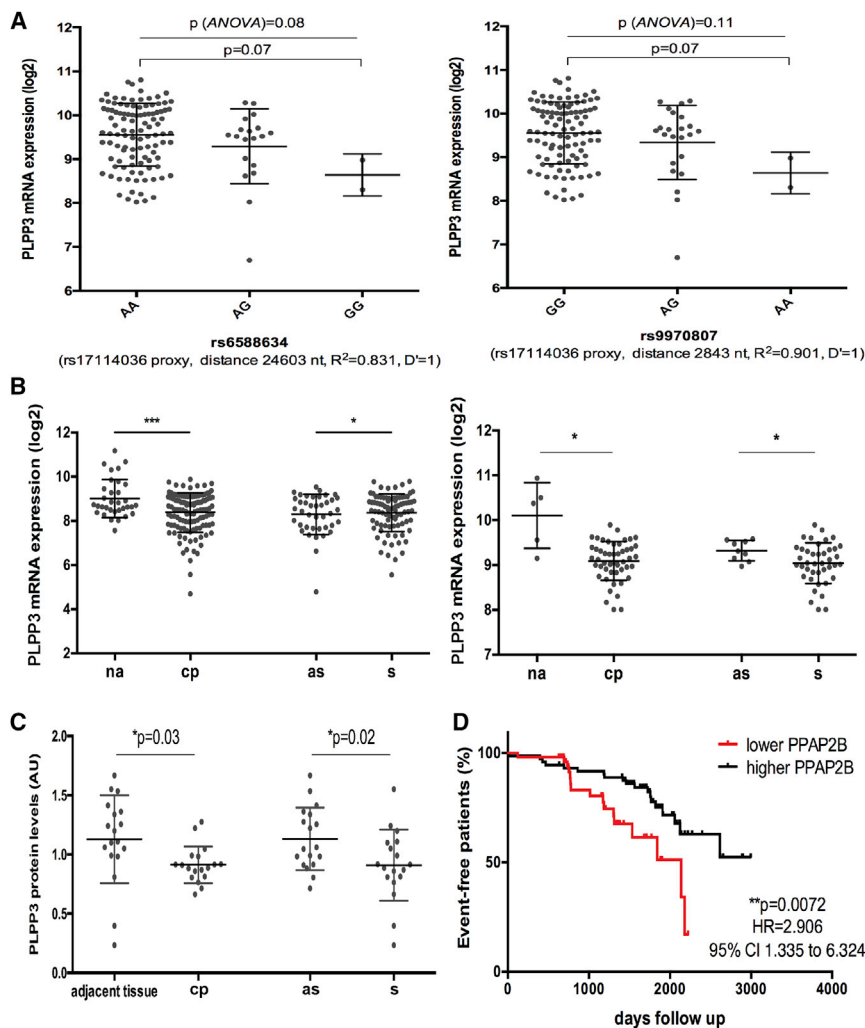 A
p (ANOVA)=0.08
p=0.07
PLPP3 mRNA expression (log2)
12
11
10
9
8
7
6
AA
AG
GG
rs6588634
(rs17114036 proxy, distance 24603 nt, R²=0.831, D'=1)
p (ANOVA)=0.11
p=0.07
PLPP3 mRNA expression (log2)
12
11
10
9
8
7
6
GG
AG
AA
rs9970807
(rs17114036 proxy, distance 2843 nt, R²=0.901, D'=1)
B
PLPP3 mRNA expression (log2)
12
10
8
6
4
2
***
*
na
cp
as
s
PLPP3 mRNA expression (log2)
12
11
10
9
8
7
*
*
na
cp
as
s
C
PLPP3 protein levels (AU)
2.0
1.5
1.0
0.5
0.0
*p=0.03
*p=0.02
adjacent tissue
cp
as
s
D
Event-free patients (%)
100
50
0
lower PPAP2B
higher PPAP2B
**p=0.0072
HR=2.906
95% CI 1.335 to 6.324
0
1000
2000
3000
4000
days follow up